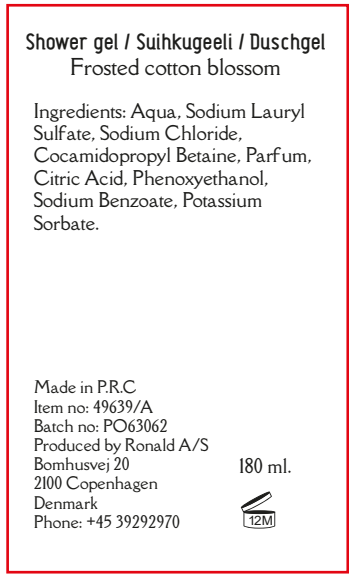 Shower gel / Suihkugeeli / Duschgel
Frosted cotton blossom
Ingredients: Aqua, Sodium Lauryl
Sulfate, Sodium Chloride,
Cocamidopropyl Betaine, Parfum,
Citric Acid, Phenoxyethanol,
Sodium Benzoate, Potassium
Sorbate.
Made in P.R.C
Item no: 49639/A
Batch no: PO63062
Produced by Ronald A/S
Bomhusvej 20
2100 Copenhagen
Denmark
Phone: +45 39292970
180 ml.
12M